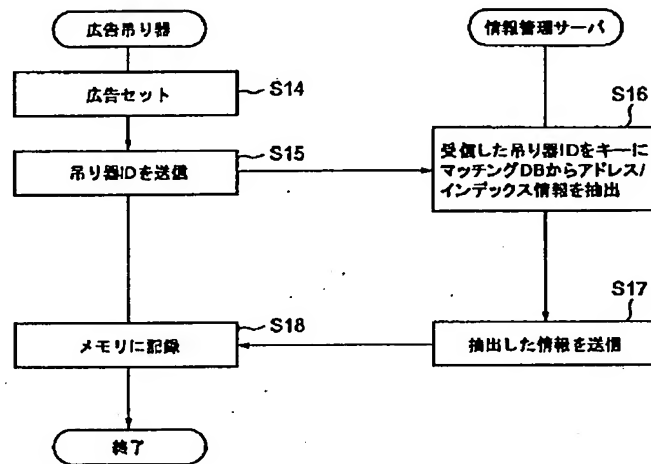 広告吊り器
情報管理サーバ
広告セット
S14
S16
吊り器IDを送信
S15
受信した吊り器IDをキーに
マッチングDBからアドレス/
インデックス情報を抽出
S17
メモリに記録
S18
抽出した情報を送信
終了